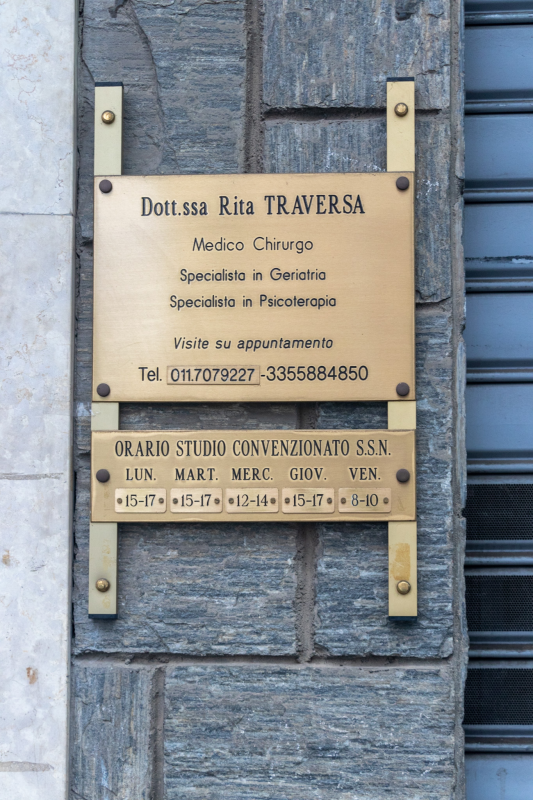 Dott.ssa Rita TRAVERSA
Medico Chirurgo
Specialista in Geriatria
Specialista in Psicoterapia
Visite su appuntamento
Tel. 011.7079227-3355884850
ORARIO STUDIO CONVENZIONATO S.S.N.
LUN. MART. MERC. GIOV. VEN.
15-17 15-17 12-14 15-17 8-10